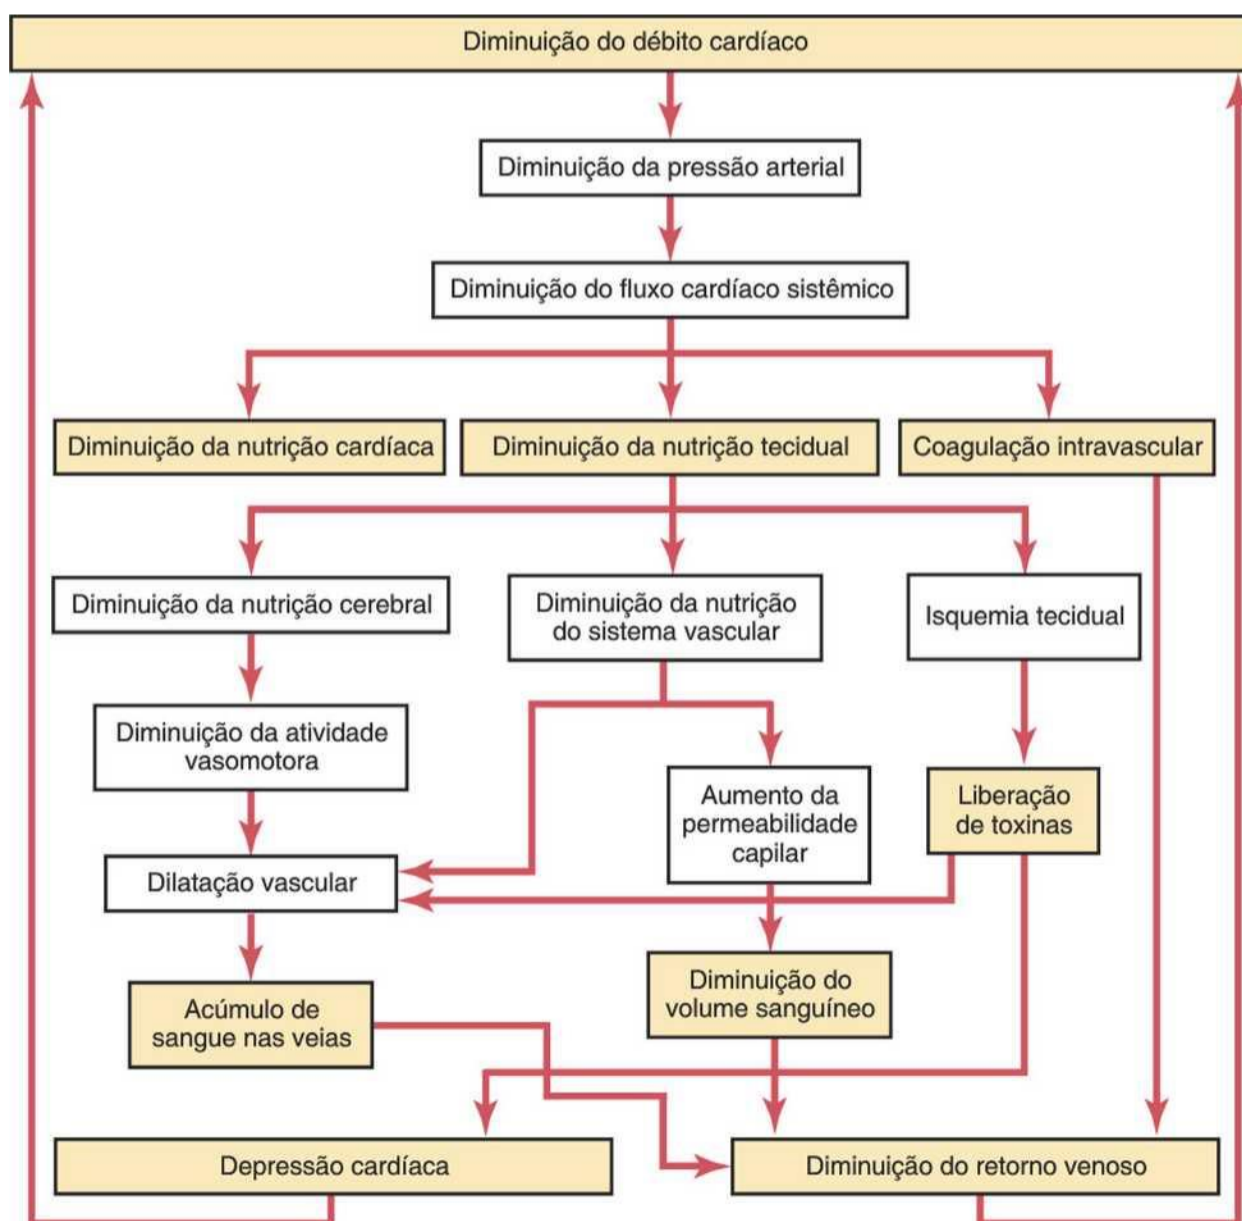 Diminuição do débito cardíaco
Diminuição da pressão arterial
Diminuição do fluxo cardíaco sistêmico
Diminuição da nutrição cardíaca
Diminuição da nutrição tecidual
Coagulação intravascular
Diminuição da nutrição cerebral
Diminuição da nutrição
do sistema vascular
Isquemia tecidual
Diminuição da atividade
vasomotora
Aumento da
permeabilidade
capilar
Liberação
de toxinas
Dilatação vascular
Acúmulo de
sangue nas veias
Diminuição do
volume sanguíneo
Depressão cardíaca
Diminuição do retorno venoso